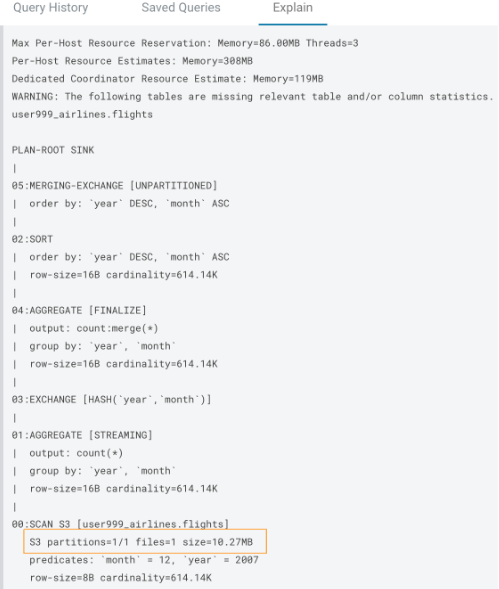 Query History Saved Queries Explain
Max Per-Host Resource Reservation: Memory=86.00MB Threads=3
Per-Host Resource Estimates: Memory=308MB
Dedicated Coordinator Resource Estimate: Memory=119MB
WARNING: The following tables are missing relevant table and/or column statistics.
user999_airlines.flights

PLAN-ROOT SINK
|
05:MERGING-EXCHANGE [UNPARTITIONED]
|  order by: `year` DESC, `month` ASC
|
02:SORT
|  order by: `year` DESC, `month` ASC
|  row-size=16B cardinality=614.14K
|
04:AGGREGATE [FINALIZE]
|  output: count:merge(*)
|  group by: `year`, `month`
|  row-size=16B cardinality=614.14K
|
03:EXCHANGE [HASH(`year`,`month`)]
|
01:AGGREGATE [STREAMING]
|  output: count(*)
|  group by: `year`, `month`
|  row-size=16B cardinality=614.14K
|
00:SCAN S3 [user999_airlines.flights]
   S3 partitions=1/1 files=1 size=10.27MB
   predicates: `month` = 12, `year` = 2007
   row-size=8B cardinality=614.14K